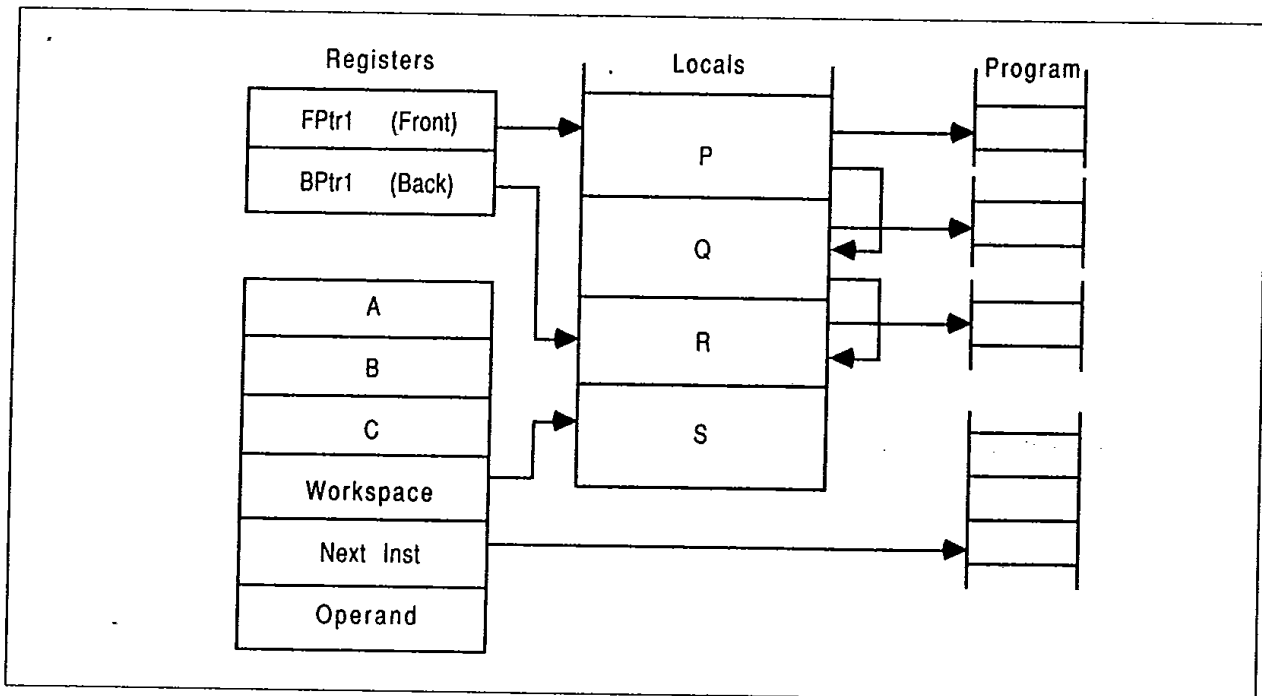 Registers
Locals
Program
FPtr1 (Front)
BPtr1 (Back)
P
Q
R
S
A
B
C
Workspace
Next Inst
Operand